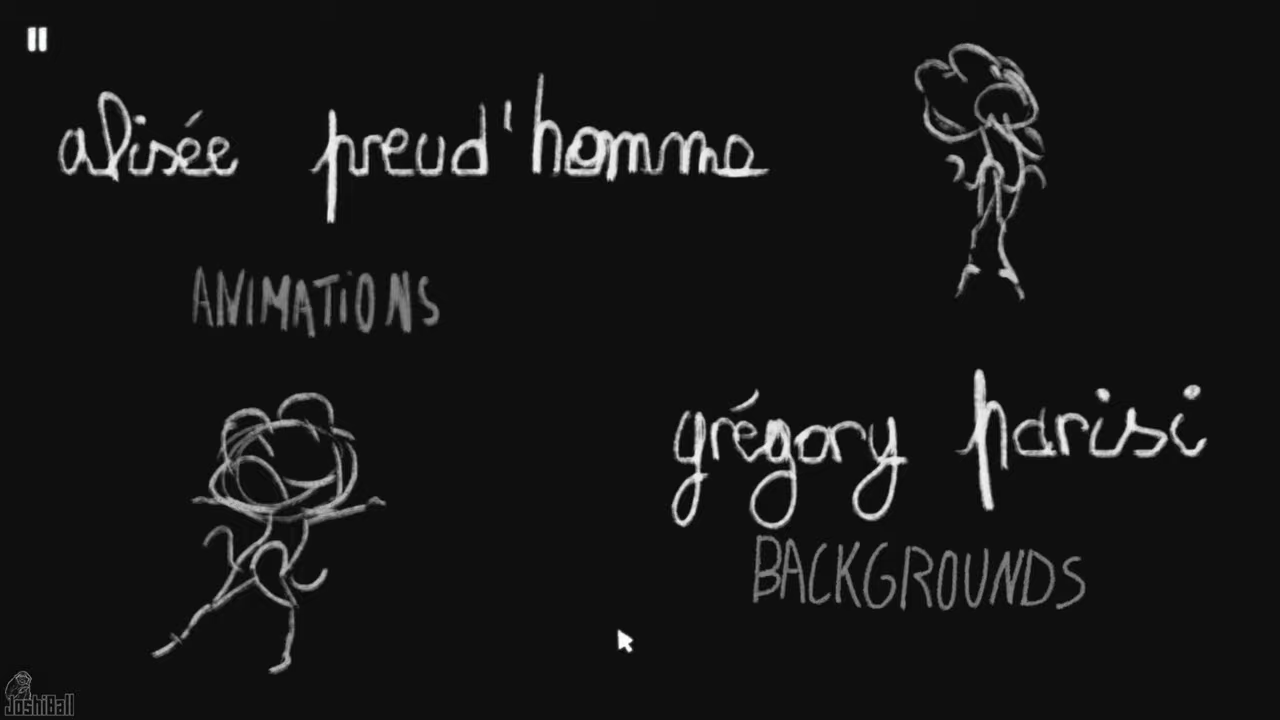 alisée preud'homme
ANIMATIONS
grégory parisi
BACKGROUNDS
JoshiBall